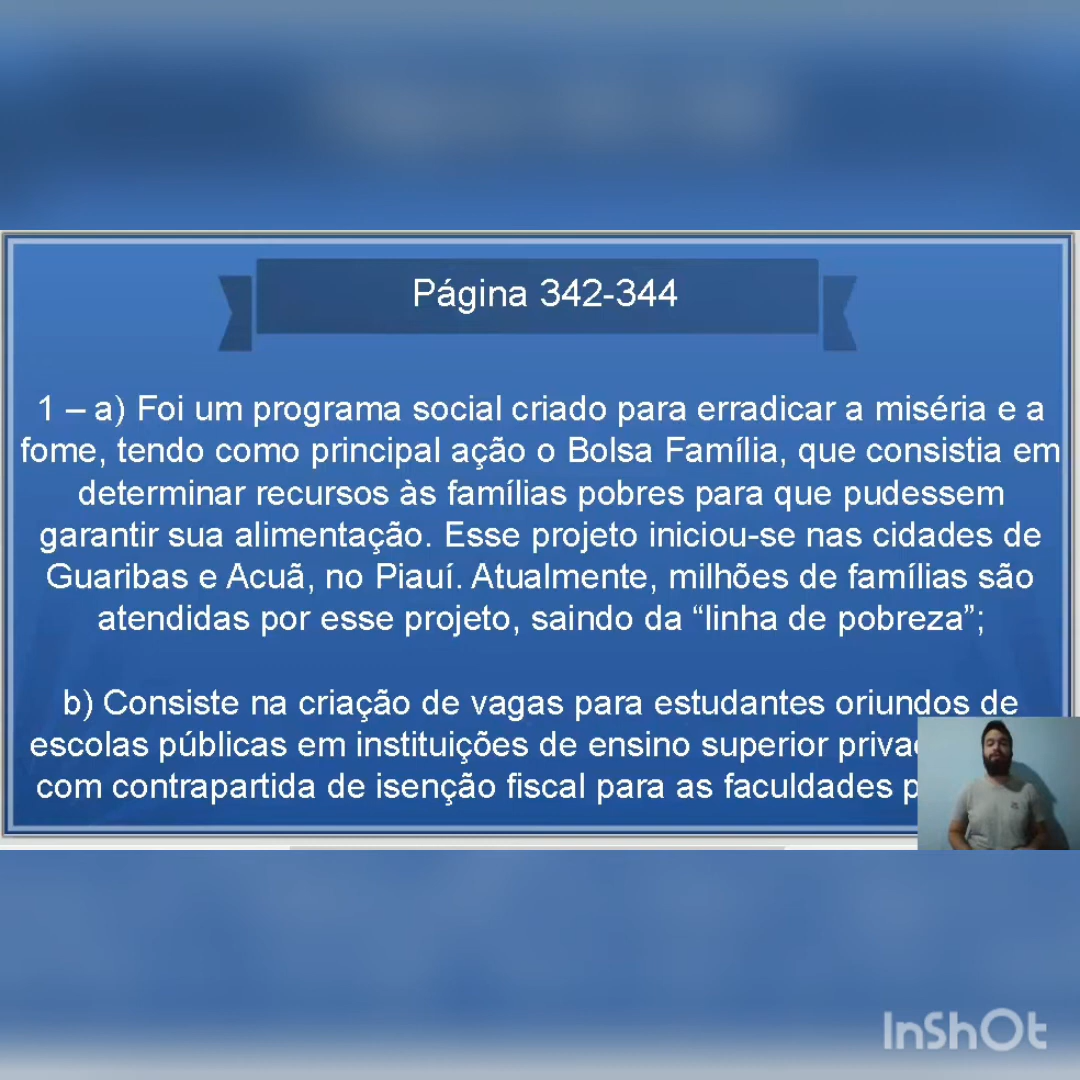 Página 342-344
1 – a) Foi um programa social criado para erradicar a miséria e a
fome, tendo como principal ação o Bolsa Família, que consistia em
determinar recursos às famílias pobres para que pudessem
garantir sua alimentação. Esse projeto iniciou-se nas cidades de
Guaribas e Acuã, no Piauí. Atualmente, milhões de famílias são
atendidas por esse projeto, saindo da “linha de pobreza”;
b) Consiste na criação de vagas para estudantes oriundos de
escolas públicas em instituições de ensino superior
com contrapartida de isenção fiscal para as faculdades
InShOt